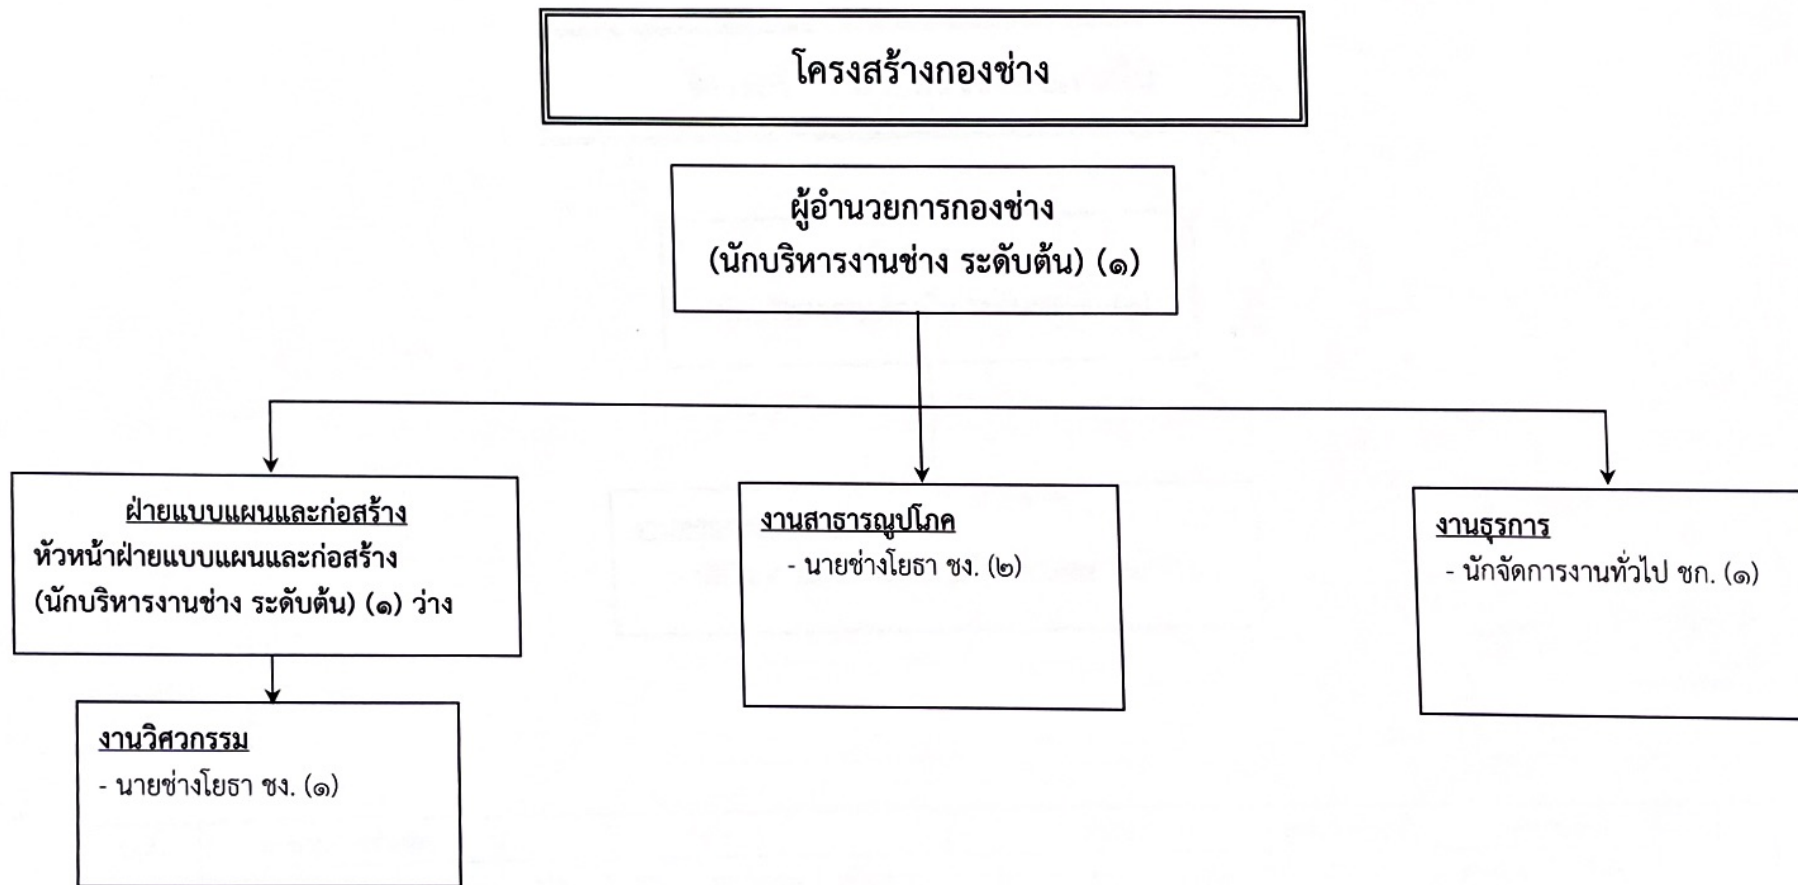 โครงสร้างกองช่าง
ผู้อำนวยการกองช่าง
(นักบริหารงานช่าง ระดับต้น) (๑)
ฝ่ายแบบแผนและก่อสร้าง
หัวหน้าฝ่ายแบบแผนและก่อสร้าง
(นักบริหารงานช่าง ระดับต้น) (๑) ว่าง
งานสาธารณูปโภค
- นายช่างโยธา ชง. (๒)
งานธุรการ
- นักจัดการงานทั่วไป ชก. (๑)
งานวิศวกรรม
- นายช่างโยธา ชง. (๑)